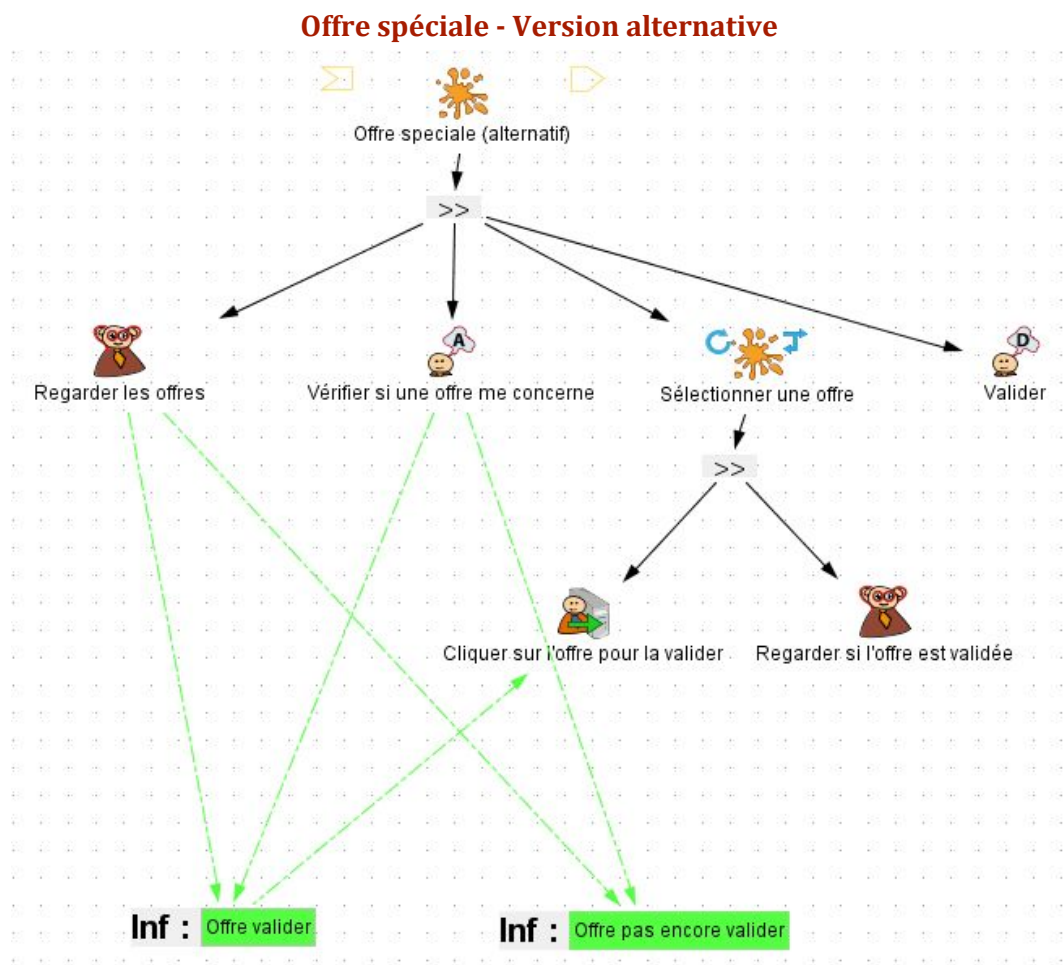 Offre spéciale - Version alternative
Offre speciale (alternatif)
>>
A
D
Regarder les offres
Vérifier si une offre me concerne
Sélectionner une offre
Valider
>>
Cliquer sur l'offre pour la valider
Regarder si l'offre est validée
Inf : Offre valider
Inf : Offre pas encore valider